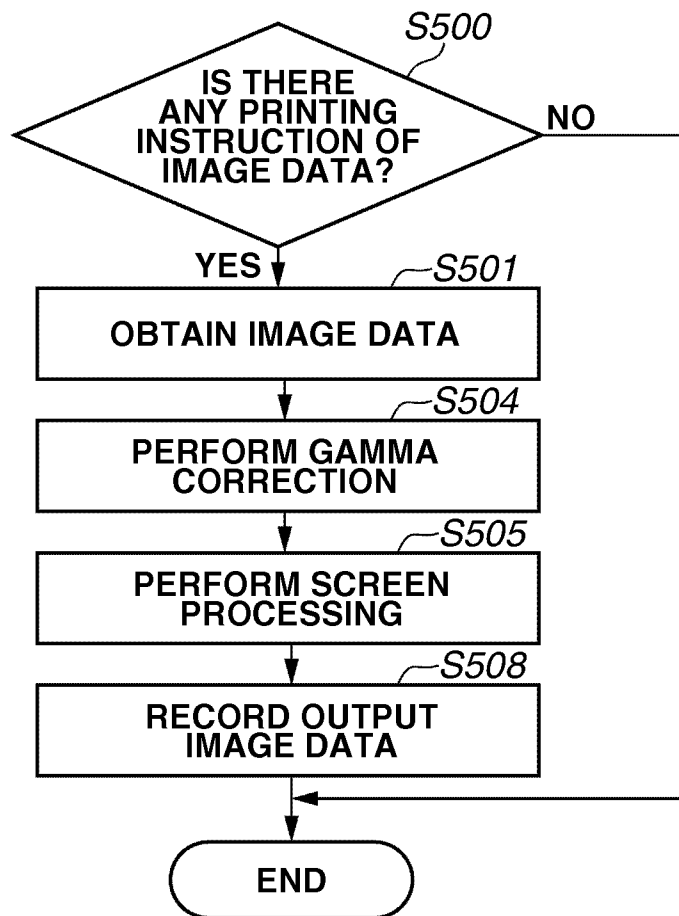 S500
IS THERE
ANY PRINTING
INSTRUCTION OF
IMAGE DATA?
NO
YES
S501
OBTAIN IMAGE DATA
S504
PERFORM GAMMA
CORRECTION
S505
PERFORM SCREEN
PROCESSING
S508
RECORD OUTPUT
IMAGE DATA
END